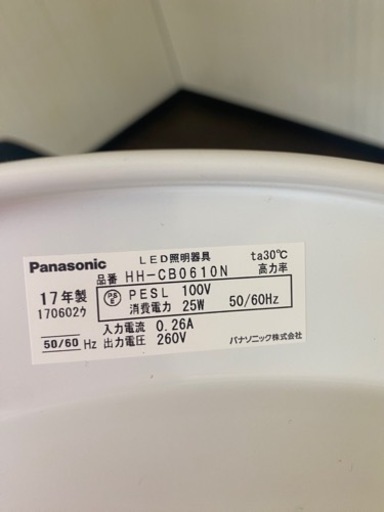 LED照明器具 ta30℃
Panasonic 品番 HH-CB0610N 高力率
17年製 PSE PESL 100V
170602ウ 消費電力 25W 50/60Hz
入力電流 0.26A
50/60 Hz 出力電圧 260V パナソニック株式会社